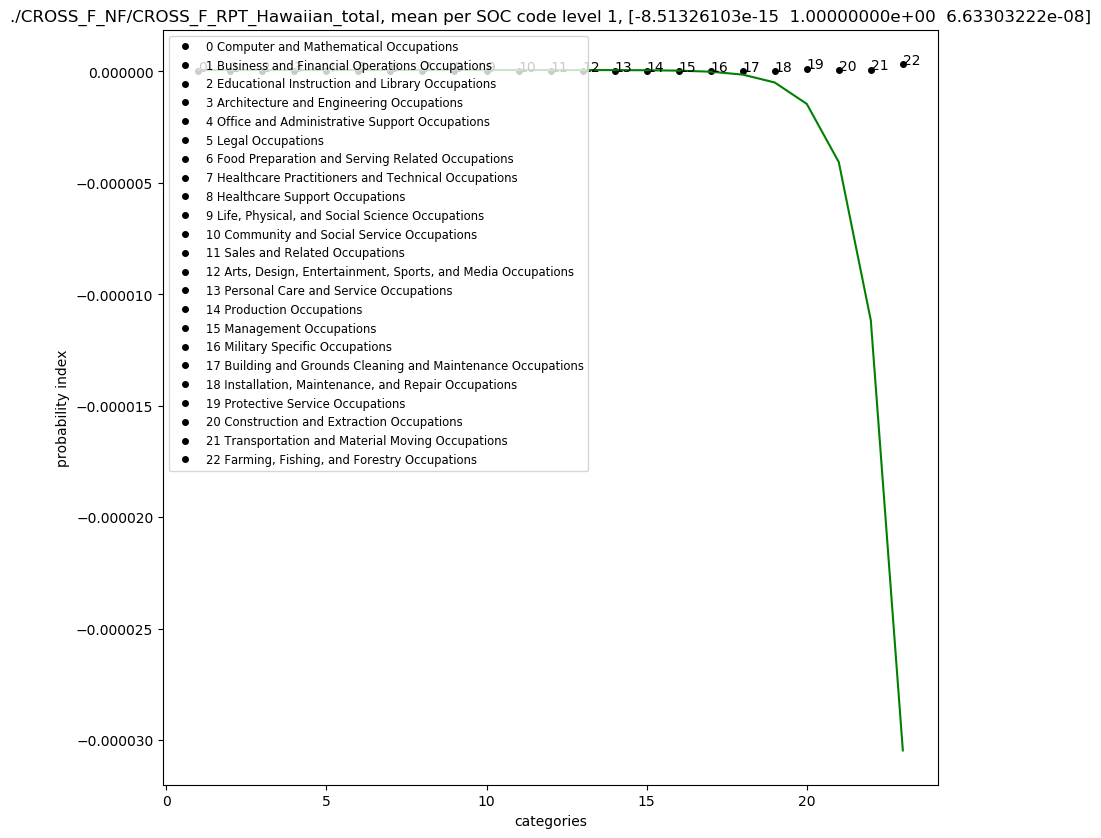 ./CROSS_F_NF/CROSS_F_RPT_Hawaiian_total, mean per SOC code level 1, [-8.51326103e-15  1.00000000e+00  6.63303222e-08]
0 Computer and Mathematical Occupations
1 Business and Financial Operations Occupations
2 Educational Instruction and Library Occupations
3 Architecture and Engineering Occupations
4 Office and Administrative Support Occupations
5 Legal Occupations
6 Food Preparation and Serving Related Occupations
7 Healthcare Practitioners and Technical Occupations
8 Healthcare Support Occupations
9 Life, Physical, and Social Science Occupations
10 Community and Social Service Occupations
11 Sales and Related Occupations
12 Arts, Design, Entertainment, Sports, and Media Occupations
13 Personal Care and Service Occupations
14 Production Occupations
15 Management Occupations
16 Military Specific Occupations
17 Building and Grounds Cleaning and Maintenance Occupations
18 Installation, Maintenance, and Repair Occupations
19 Protective Service Occupations
20 Construction and Extraction Occupations
21 Transportation and Material Moving Occupations
22 Farming, Fishing, and Forestry Occupations
10 11 12 13 14 15 16 17 18 19 20 21 22
0.000000
−0.000005
−0.000010
−0.000015
−0.000020
−0.000025
−0.000030
probability index
0 5 10 15 20
categories